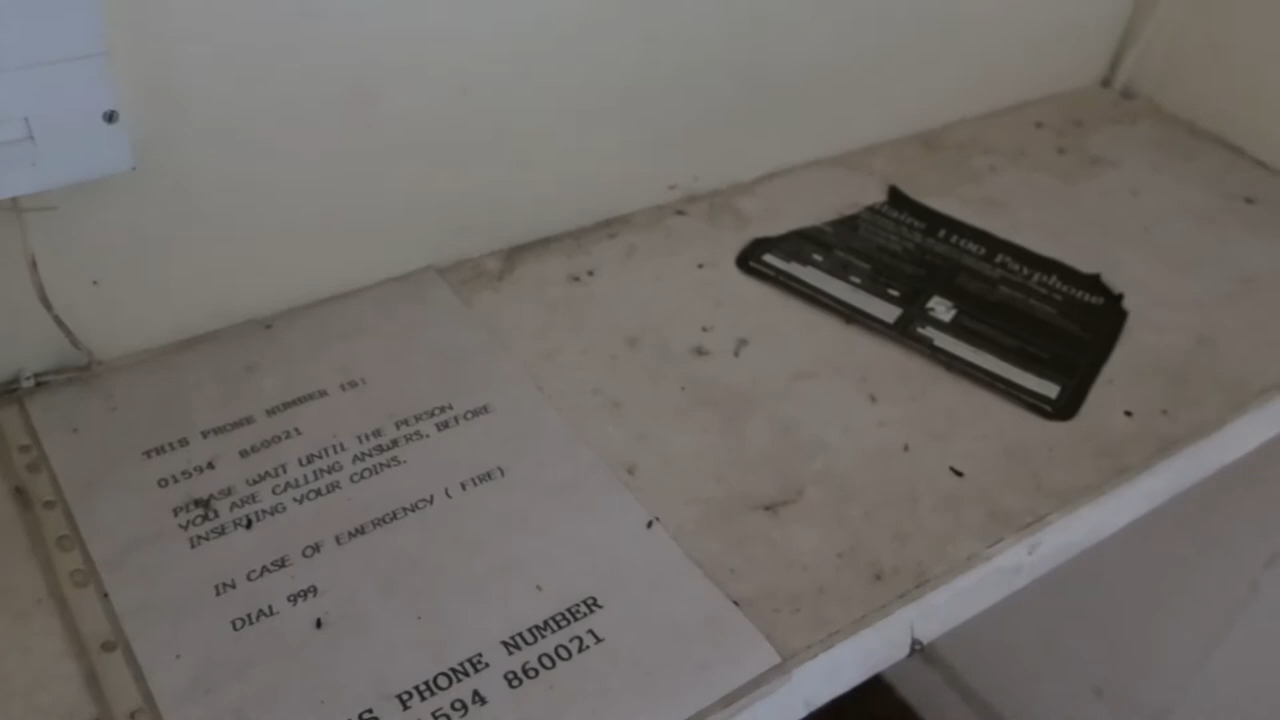 THIS PHONE NUMBER IS:
01594 860021
PLEASE WAIT UNTIL THE PERSON
YOU ARE CALLING ANSWERS, BEFORE
INSERTING YOUR COINS.
IN CASE OF EMERGENCY ( FIRE)
DIAL 999
S PHONE NUMBER
594 860021
taire 1100 Payphone